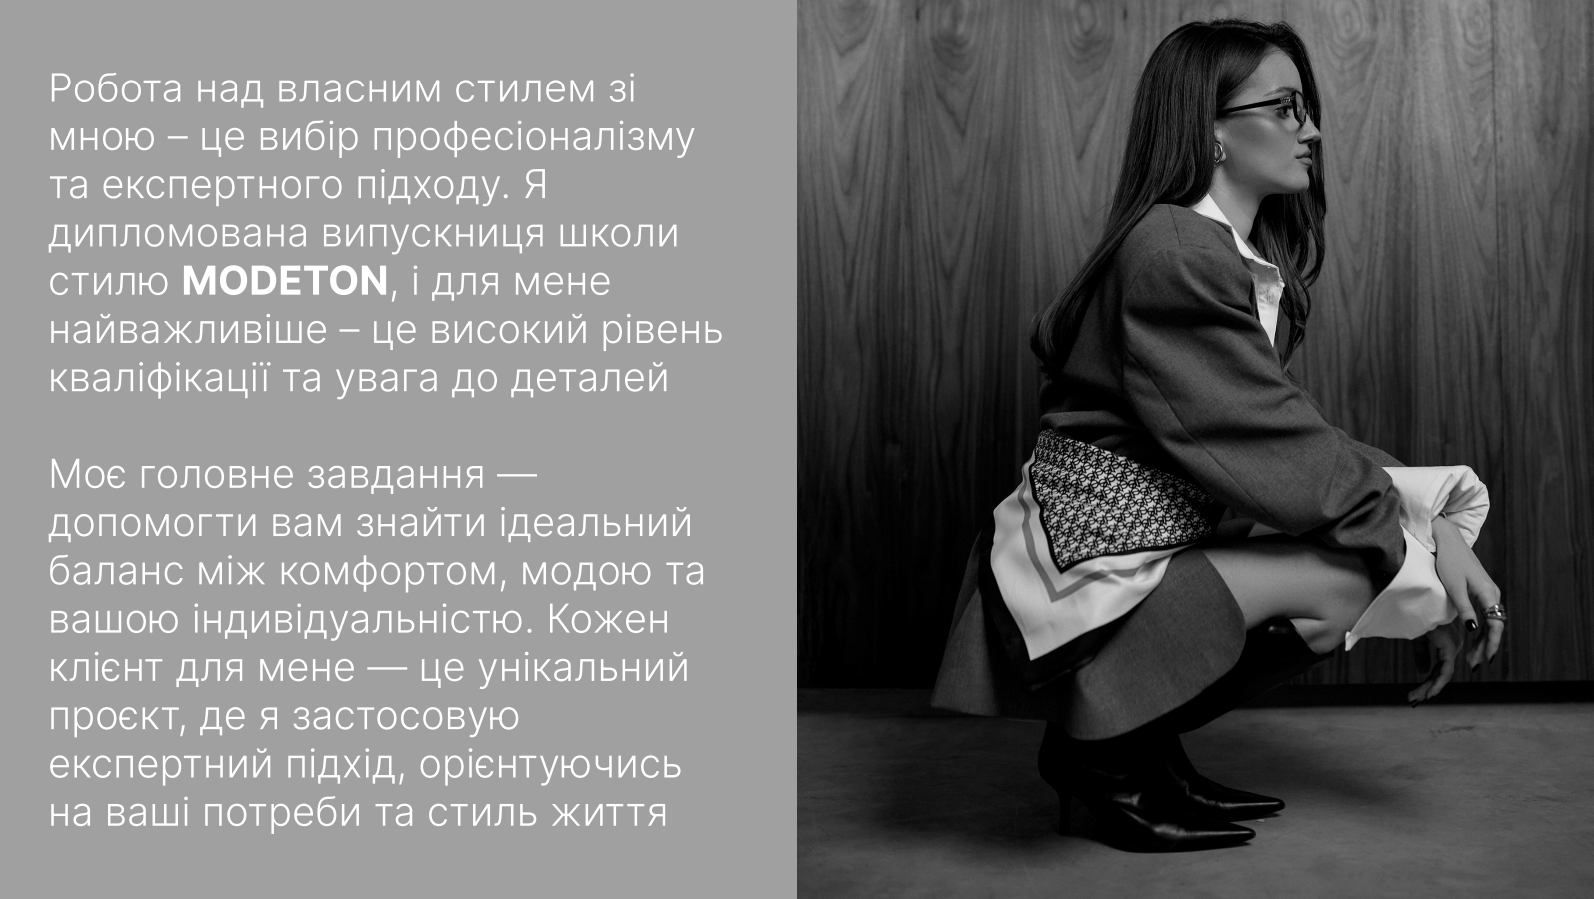 Робота над власним стилем зі
мною – це вибір професіоналізму
та експертного підходу. Я
дипломована випускниця школи
стилю MODETON, і для мене
найважливіше – це високий рівень
кваліфікації та увага до деталей
Моє головне завдання —
допомогти вам знайти ідеальний
баланс між комфортом, модою та
вашою індивідуальністю. Кожен
клієнт для мене — це унікальний
проєкт, де я застосовую
експертний підхід, орієнтуючись
на ваші потреби та стиль життя